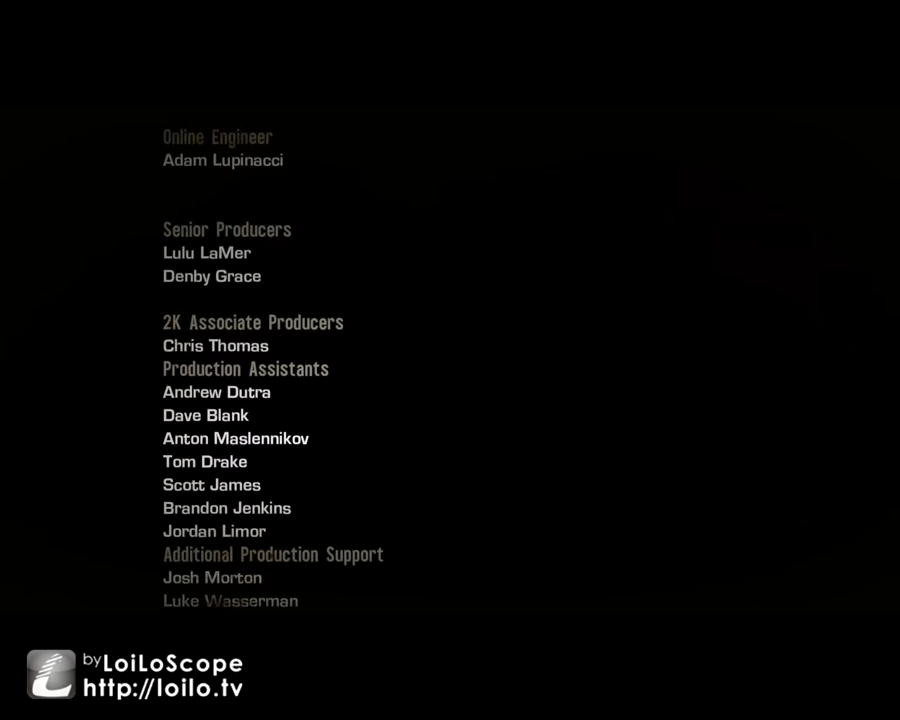 Online Engineer
Adam Lupinacci
Senior Producers
Lulu LaMer
Denby Grace
2K Associate Producers
Chris Thomas
Production Assistants
Andrew Dutra
Dave Blank
Anton Maslennikov
Tom Drake
Scott James
Brandon Jenkins
Jordan Limor
Additional Production Support
Josh Morton
Luke Wasserman
by LoiLoScope
http://loilo.tv